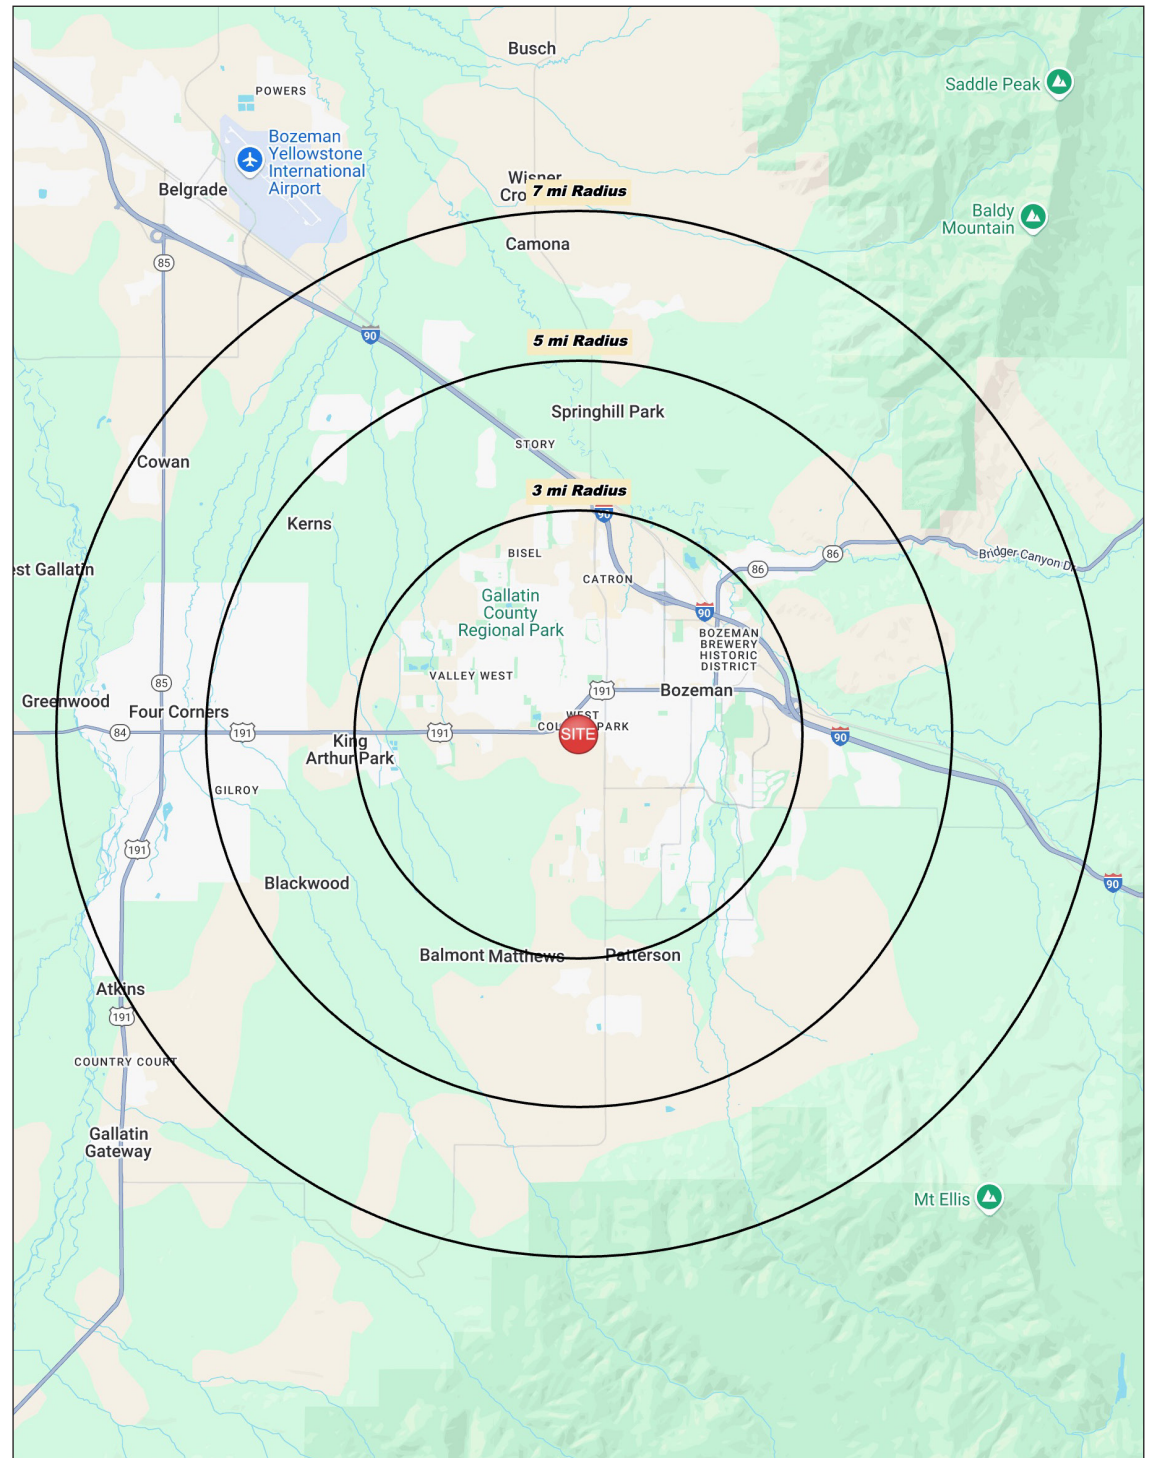 Busch
Saddle Peak
POWERS
Bozeman
Yellowstone
International
Airport
Belgrade
Wisner
7 mi Radius
Baldy
Mountain
Camona
85
90
5 mi Radius
Springhill Park
STORY
Cowan
3 mi Radius
90
Kerns
BISEL
86
86
Bridger Canyon Dr
est Gallatin
CATRON
Gallatin
County
Regional Park
90
BOZEMAN
BREWERY
HISTORIC
DISTRICT
VALLEY WEST
85
191
Bozeman
Greenwood
Four Corners
WEST
PARK
84
191
191
SITE
90
King
Arthur Park
GILROY
191
Blackwood
90
Balmont Matthews
Patterson
Atkins
191
COUNTRY COURT
Gallatin
Gateway
Mt Ellis